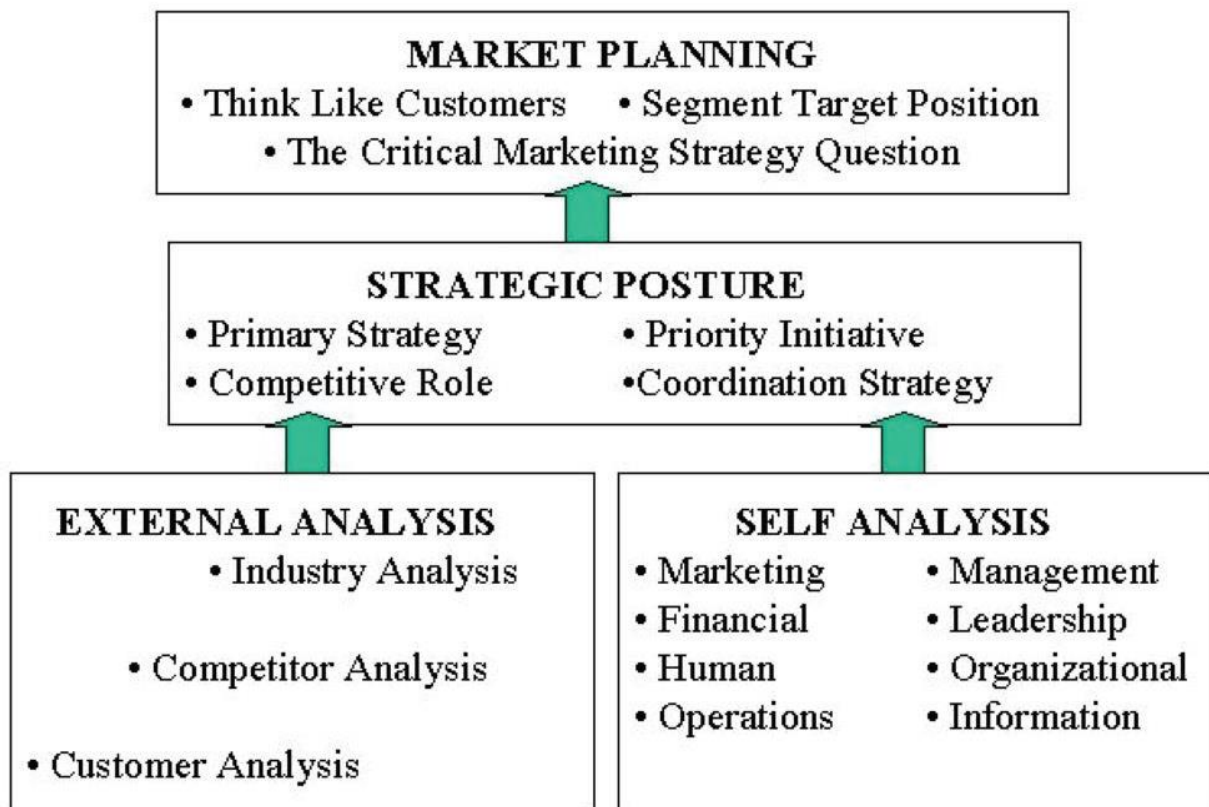 MARKET PLANNING
• Think Like Customers • Segment Target Position
• The Critical Marketing Strategy Question
STRATEGIC POSTURE
• Primary Strategy • Priority Initiative
• Competitive Role •Coordination Strategy
EXTERNAL ANALYSIS
• Industry Analysis
• Competitor Analysis
• Customer Analysis
SELF ANALYSIS
• Marketing • Management
• Financial • Leadership
• Human • Organizational
• Operations • Information